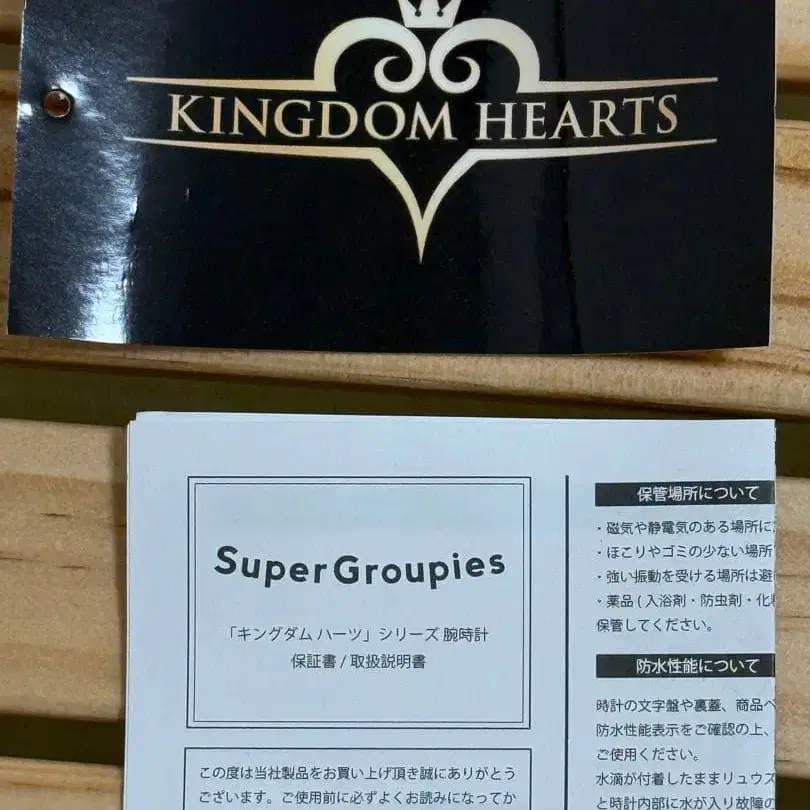 KINGDOM HEARTS
SuperGroupies
「キングダム ハーツ」シリーズ 腕時計
保証書 / 取扱説明書
この度は当社製品をお買い上げ頂き誠にありがとう
ございます。ご使用前に必ずよくお読みになってか
保管場所について
・磁気や静電気のある場所に
・ほこりやゴミの少ない場所
・強い振動を受ける場所は避
・薬品 ( 入浴剤・防虫剤・化粧
保管してください。
防水性能について
時計の文字盤や裏蓋、商品ペ
防水性能表示をご確認の上、
ご使用ください。
水滴が付着したままリュウズ
と時計内部に水が入り故障の